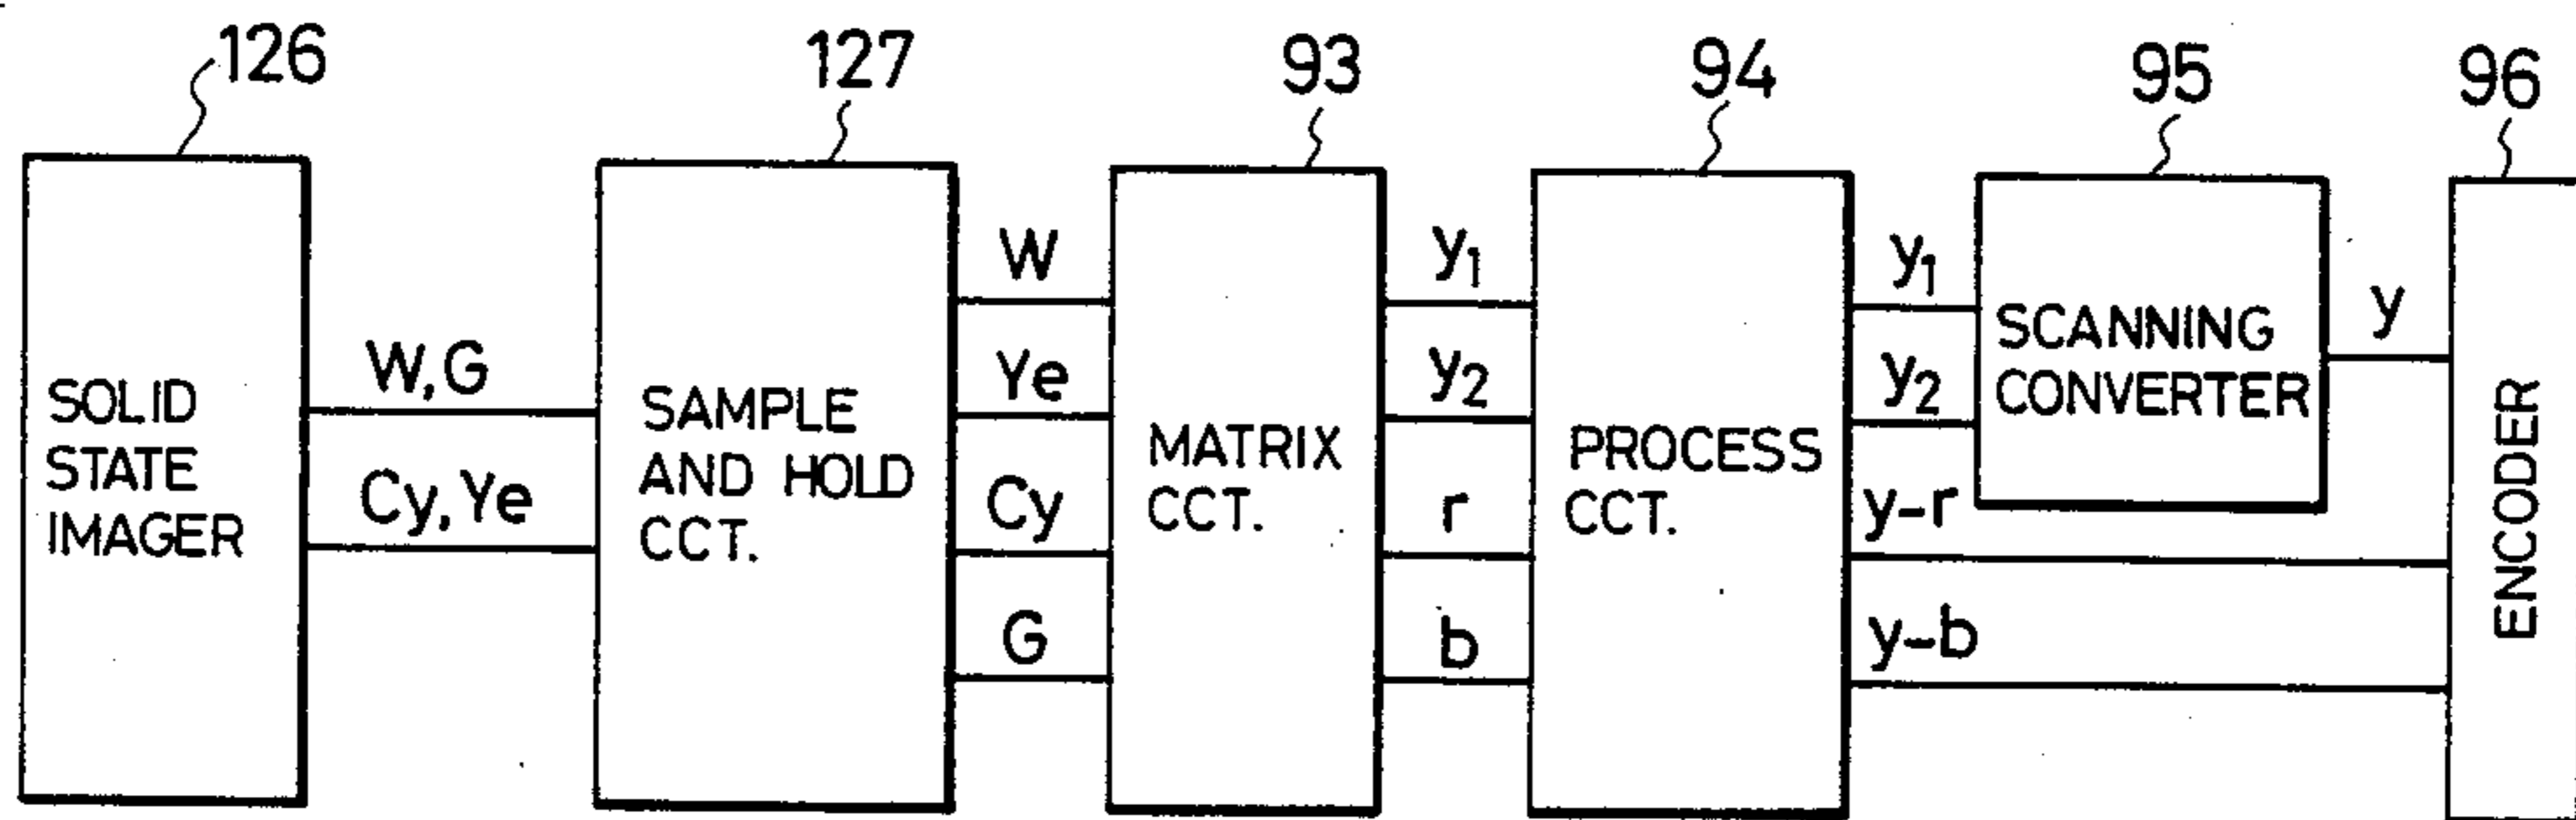 126
127
93
94
95
96
SOLID
STATE
IMAGER
W,G
Cy,Ye
SAMPLE
AND HOLD
CCT.
W
Ye
Cy
G
MATRIX
CCT.
y1
y2
r
b
PROCESS
CCT.
y1
y2
y-r
y-b
SCANNING
CONVERTER
y
ENCODER